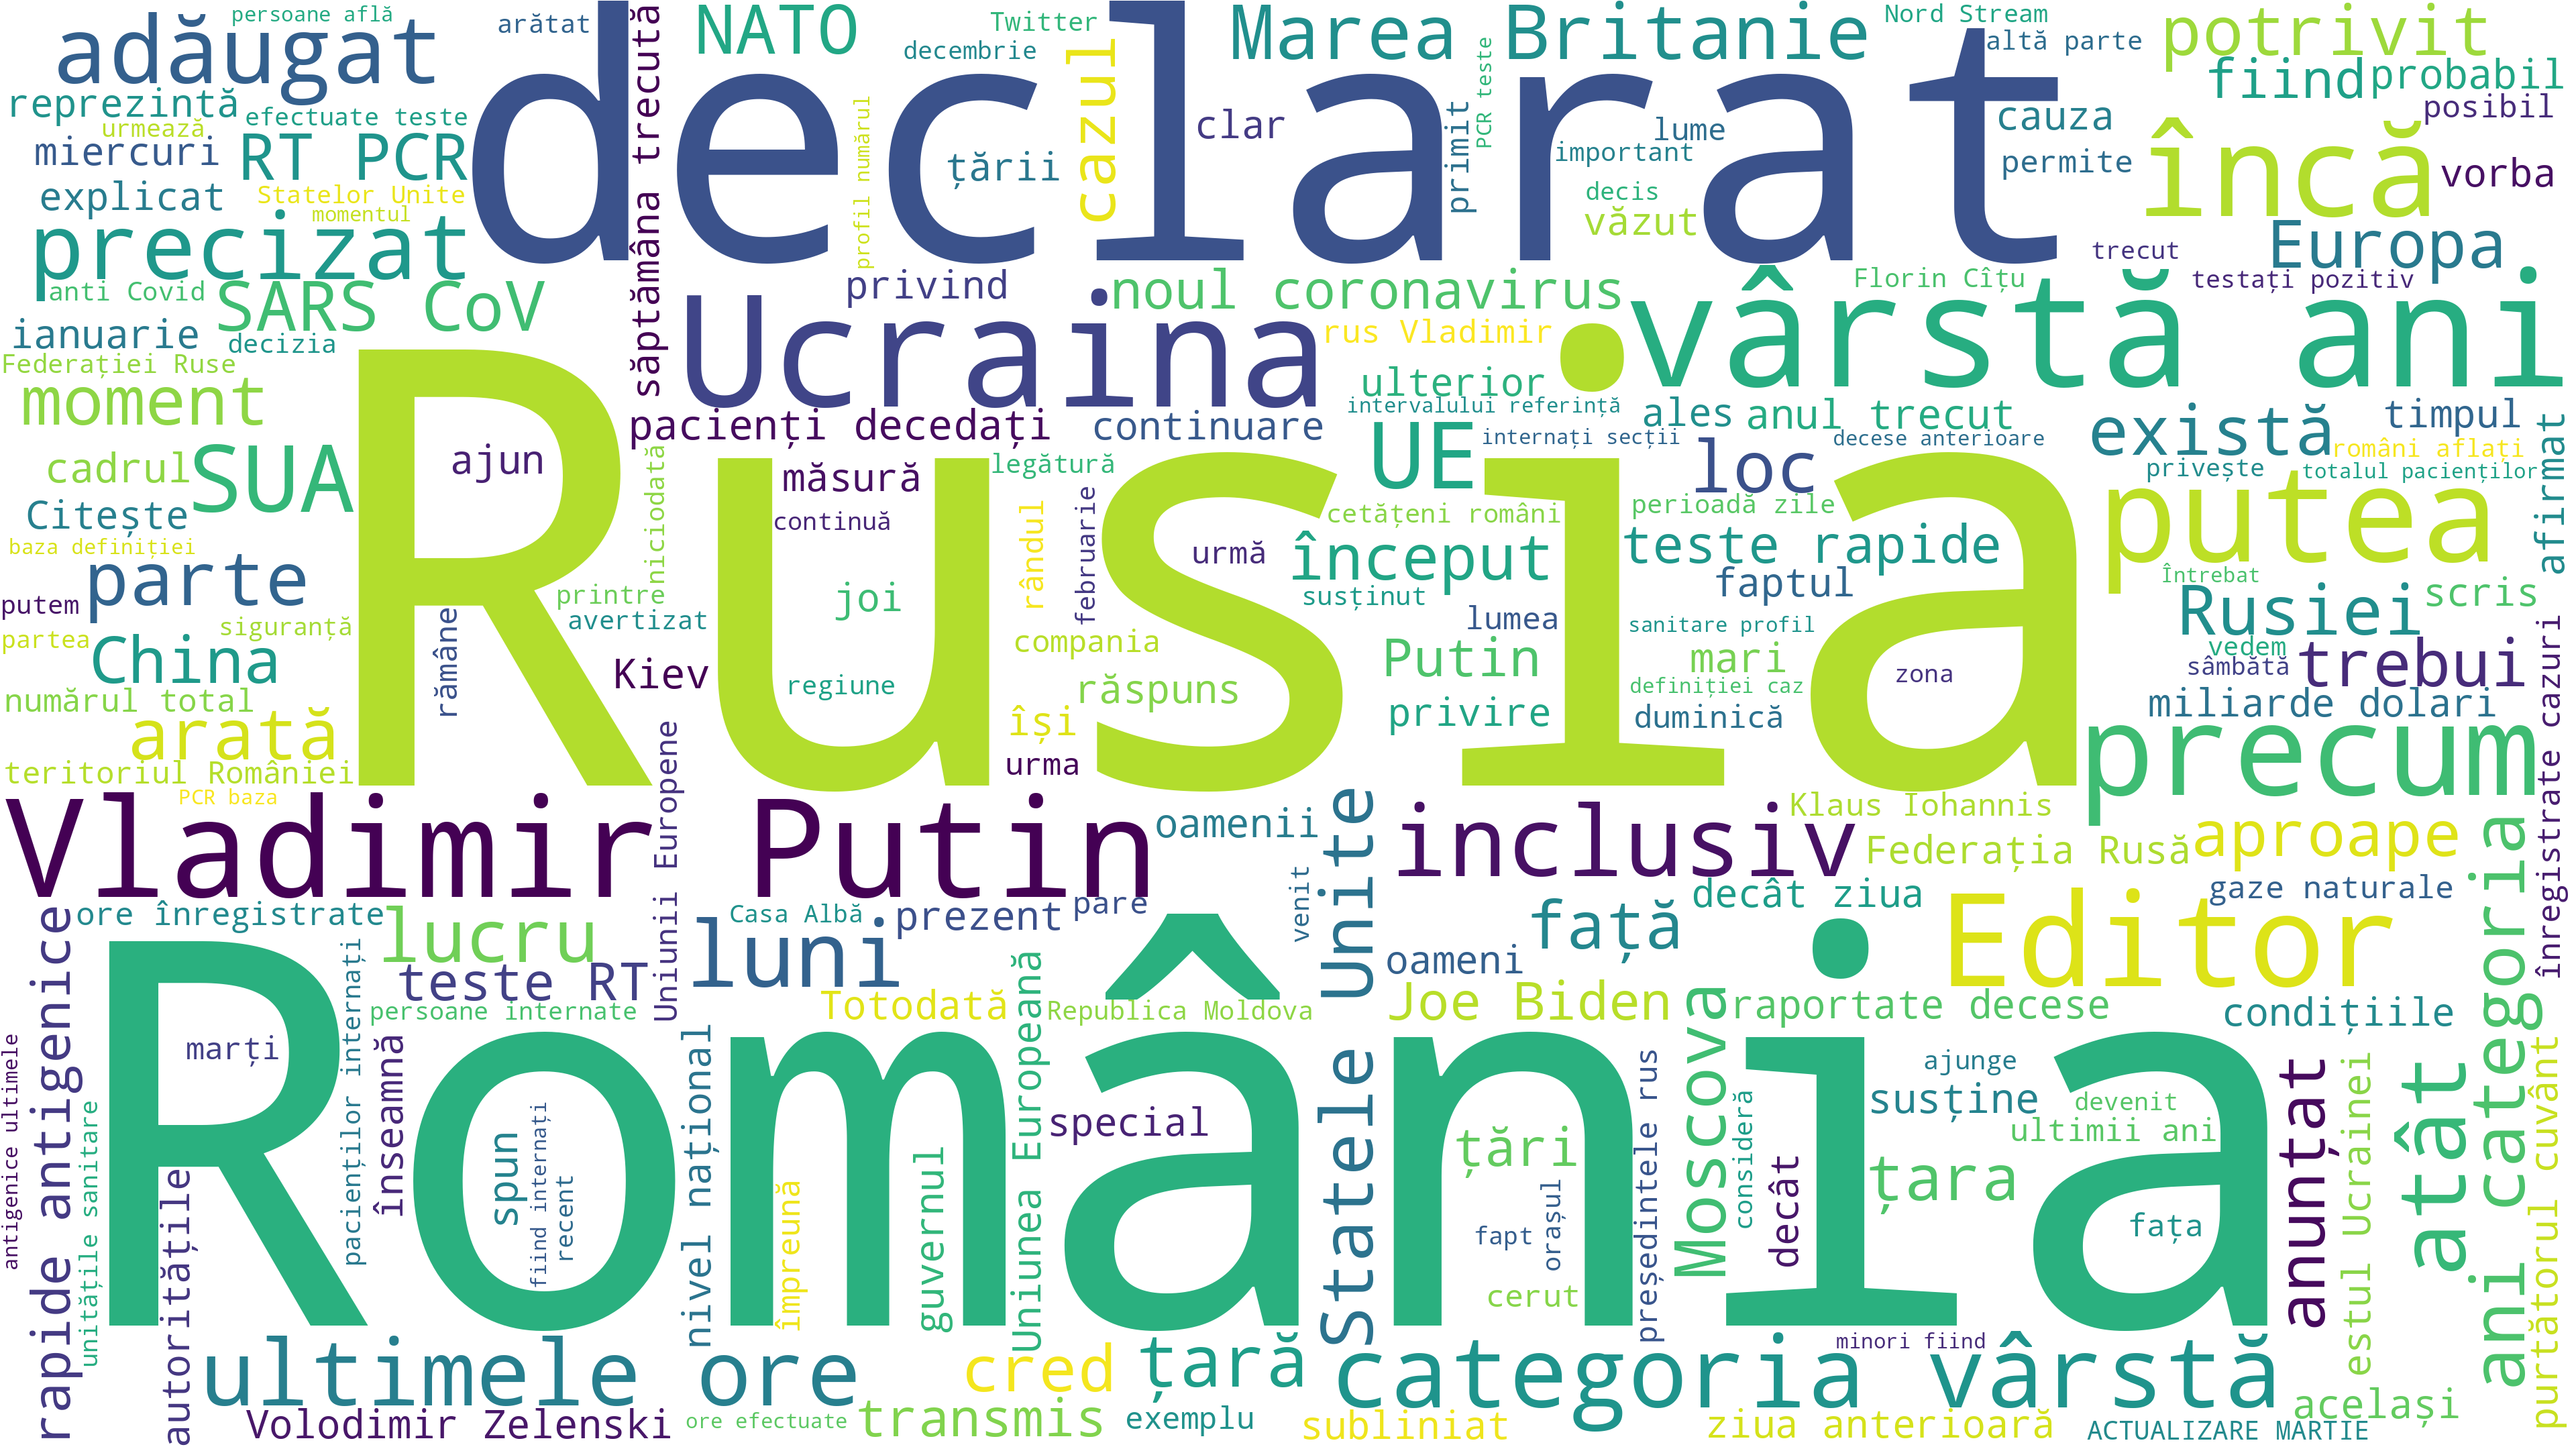 persoane află
arătat
NATO
Twitter
decembrie
Marea Britanie
Nord Stream
altă parte
potrivit
adăugat
declarat
cazul
PCR teste
fiind
probabil
reprezintă
efectuate teste
săptămâna trecută
profil numărul
clar
primit
lume
important
cauza
posibil
urmează
miercuri
RT PCR
țării
decis
permite
încă
vorba
explicat
Statelor Unite
momentul
văzut
precizat
trecut
Europa
anti Covid
SARS CoV
privind
noul coronavirus
Florin Cîțu
testați pozitiv
ianuarie
decizia
Ucraina
rus Vladimir
vârstă ani
Federației Ruse
moment
ulterior
intervalului referință
ales
anul trecut
există
timpul
pacienți decedați
continuare
internați secții
decese anterioare
români aflați
cadrul
SUA
ajun
niciodată
măsură
legătură
UE
loc
privește
totalul pacienților
afirmat
Citește
continuă
rândul
februarie
cetățeni români
perioadă zile
putea
baza definiției
Rusia
urmă
început
teste rapide
parte
printre
joi
susținut
faptul
Întrebat
putem
avertizat
lumea
Rusiei
scris
partea
siguranță
rămâne
compania
sanitare profil
vedem
China
Kiev
regiune
Putin
mari
zona
sâmbătă
trebui
numărul total
răspuns
definiției caz
arată
Uniunii Europene
își
privire
duminică
miliarde dolari
înregistrate cazuri
teritoriul României
urma
precum
PCR baza
Vladimir Putin
oamenii
Statele Unite
inclusiv
Klaus Iohannis
Federația Rusă
aproape
ani categoria
ore înregistrate
lucru
Casa Albă
prezent
pare
venit
decât ziua
gaze naturale
luni
față
Editor
rapide antigenice
teste RT
oameni
persoane internate
Totodată
Republica Moldova
Joe Biden
Moscova
raportate decese
condițiile
antigenice ultimele
marți
pacienților internați
înseamnă
nivel național
Uniunea Europeană
președintele rus
ajunge
anunțat
estul Ucrainei
atât
purtătorul cuvânt
România
special
susține
devenit
unitățile sanitare
autoritățile
spun
fiind internați
recent
împreună
guvernul
țări
consideră
decât
ultimii ani
țara
fapt
orașul
fața
cerut
minori fiind
ultimele ore
cred
țară
categoria vârstă
același
Volodimir Zelenski
ore efectuate
transmis
exemplu
subliniat
ziua anterioară
ACTUALIZARE MARTIE